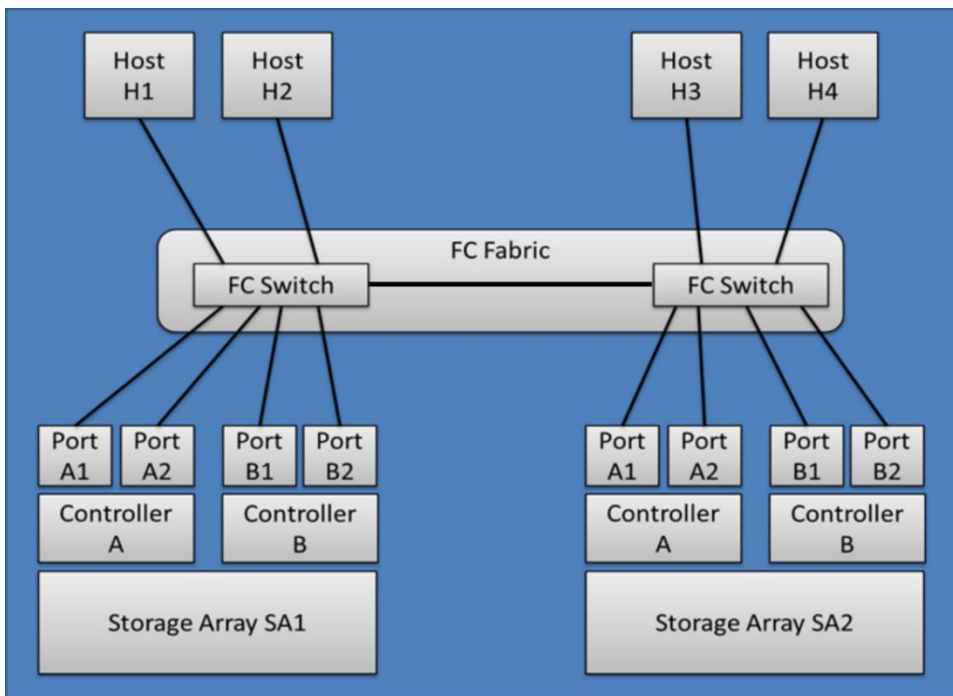 Host
H1
Host
H2
Host
H3
Host
H4
FC Fabric
FC Switch
FC Switch
Port
A1
Port
A2
Port
B1
Port
B2
Port
A1
Port
A2
Port
B1
Port
B2
Controller
A
Controller
B
Controller
A
Controller
B
Storage Array SA1
Storage Array SA2